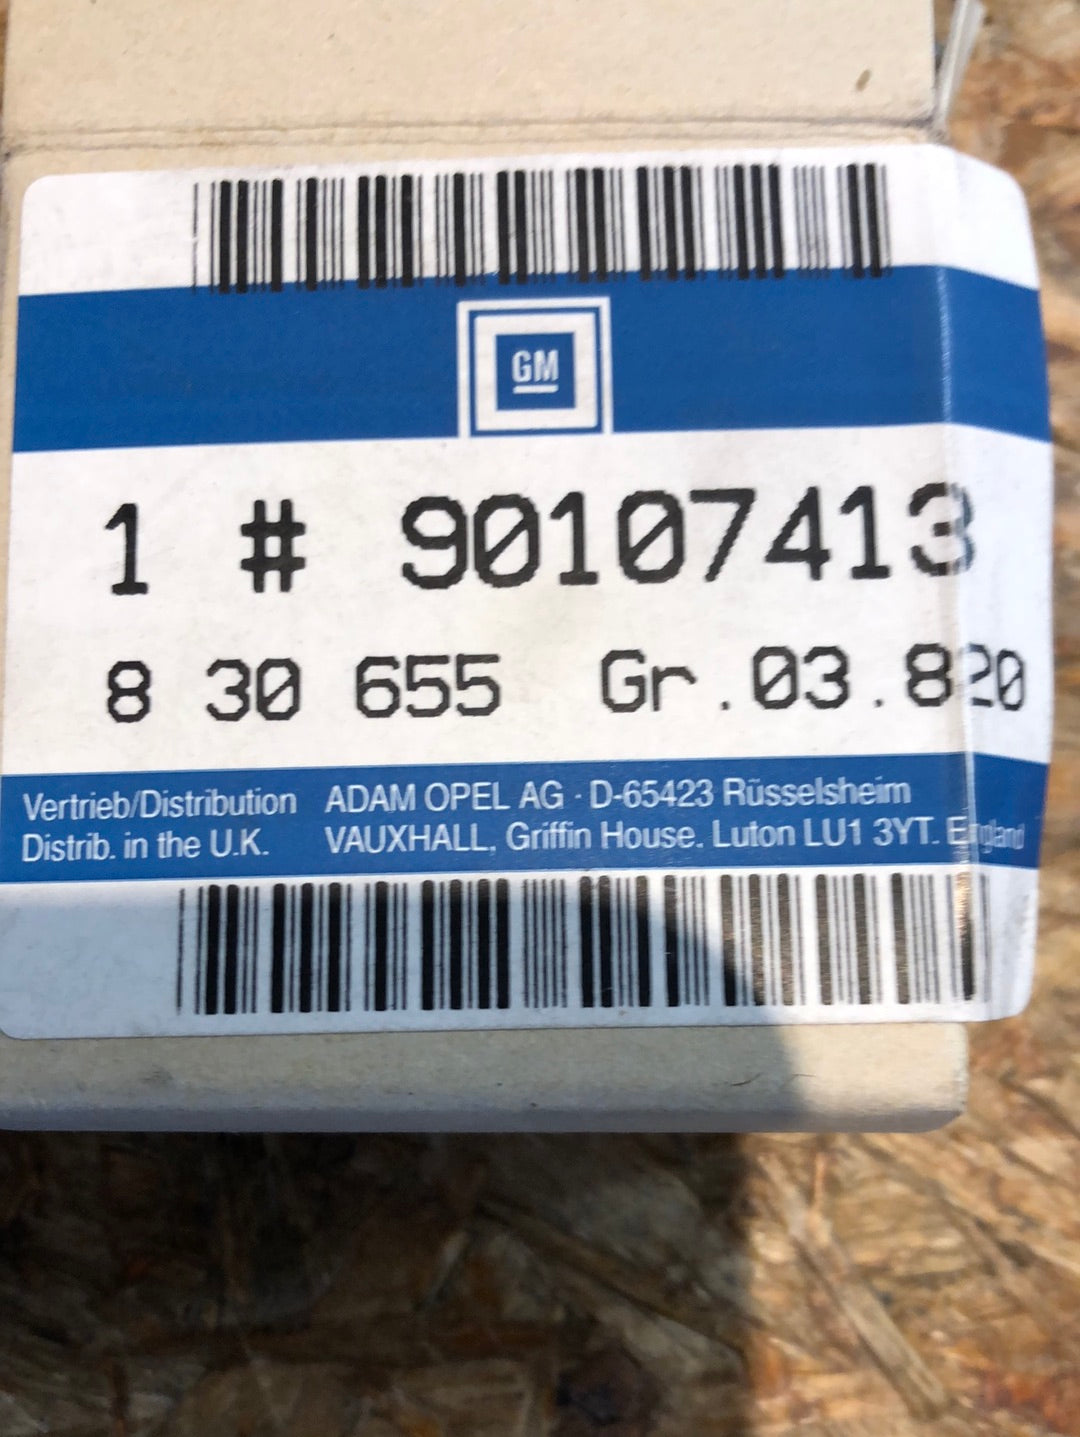 GM
1 # 90107413
8 30 655 Gr.03.820
Vertrieb/Distribution ADAM OPEL AG · D-65423 Rüsselsheim
Distrib. in the U.K. VAUXHALL, Griffin House. Luton LU1 3YT. England